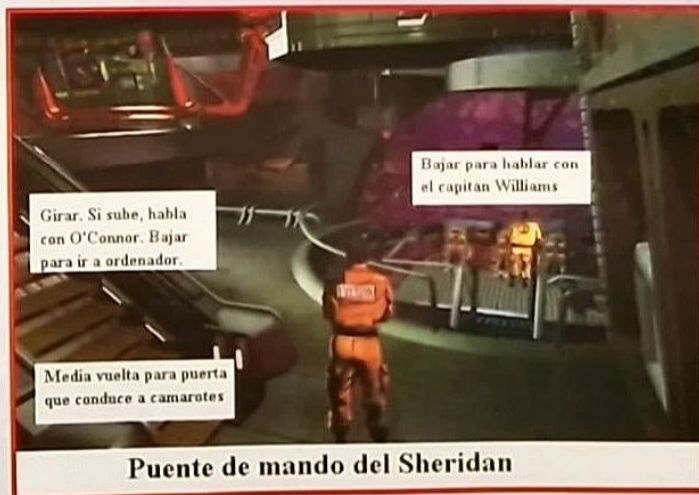 Bajar para hablar con
el capitán Williams
Girar. Si sube, habla
con O'Connor. Bajar
para ir a ordenador.
Media vuelta para puerta
que conduce a camarotes
Puente de mando del Sheridan